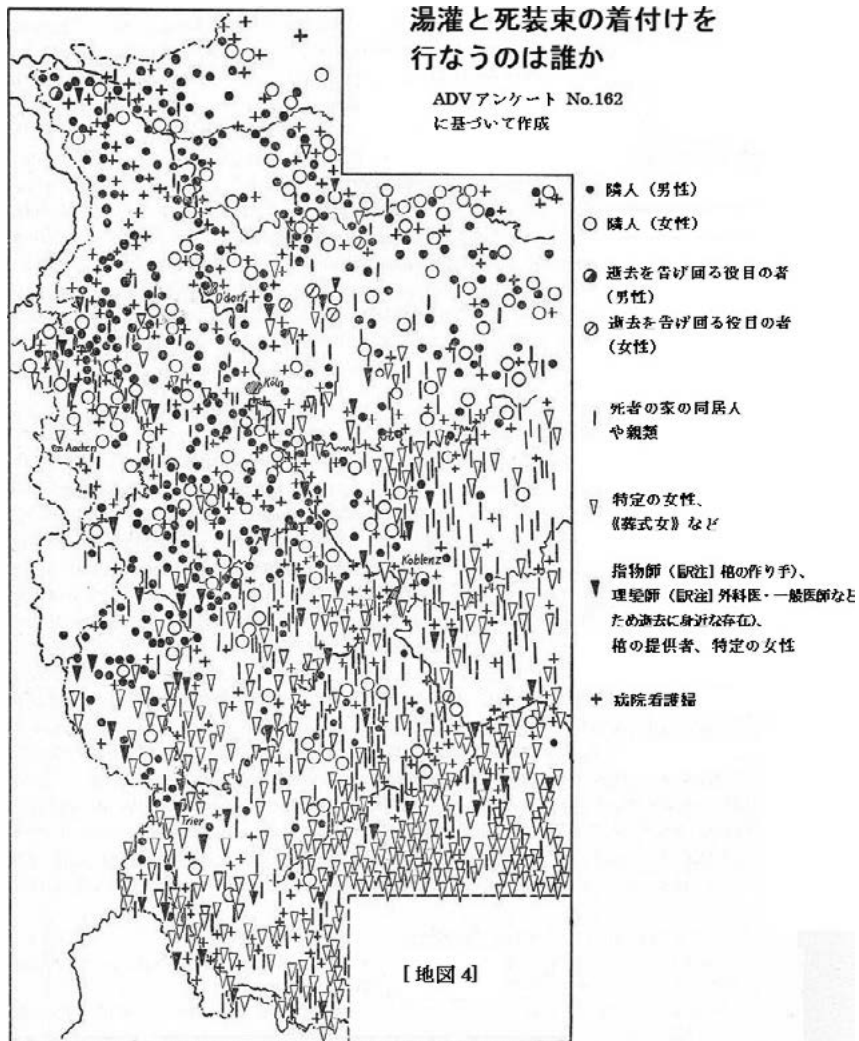 湯灌と死装束の着付けを
行なうのは誰か
ADVアンケート No.162
に基づいて作成
隣人（男性）
隣人（女性）
逝去を告げ回る役目の者
（男性）
逝去を告げ回る役目の者
（女性）
死者の家の同居人
や親類
特定の女性、
《葬式女》など
指物師（［訳注］棺の作り手）、
理髪師（［訳注］外科医・一般医師など
ため逝去に身近な存在）、
棺の提供者、特定の女性
病院看護婦
D'dorf
Köln
Aachen
Koblenz
Trier
［地図4］